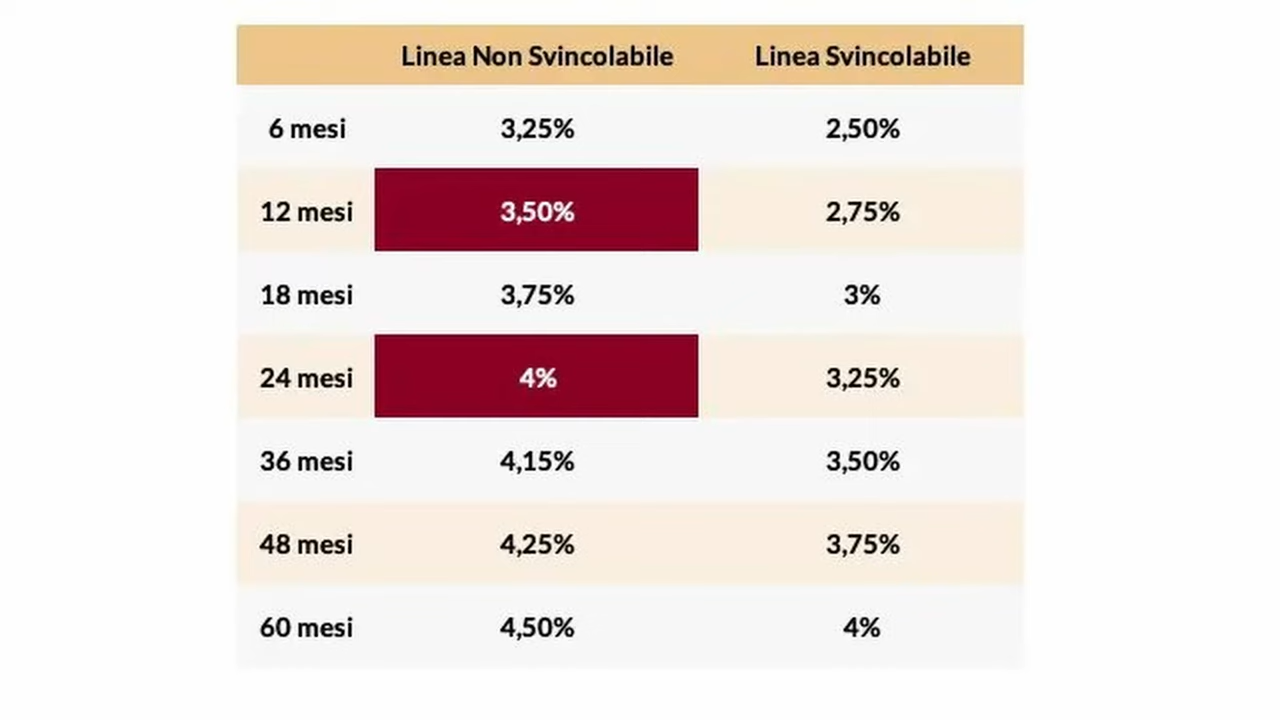 Linea Non Svincolabile Linea Svincolabile
6 mesi 3,25% 2,50%
12 mesi 3,50% 2,75%
18 mesi 3,75% 3%
24 mesi 4% 3,25%
36 mesi 4,15% 3,50%
48 mesi 4,25% 3,75%
60 mesi 4,50% 4%